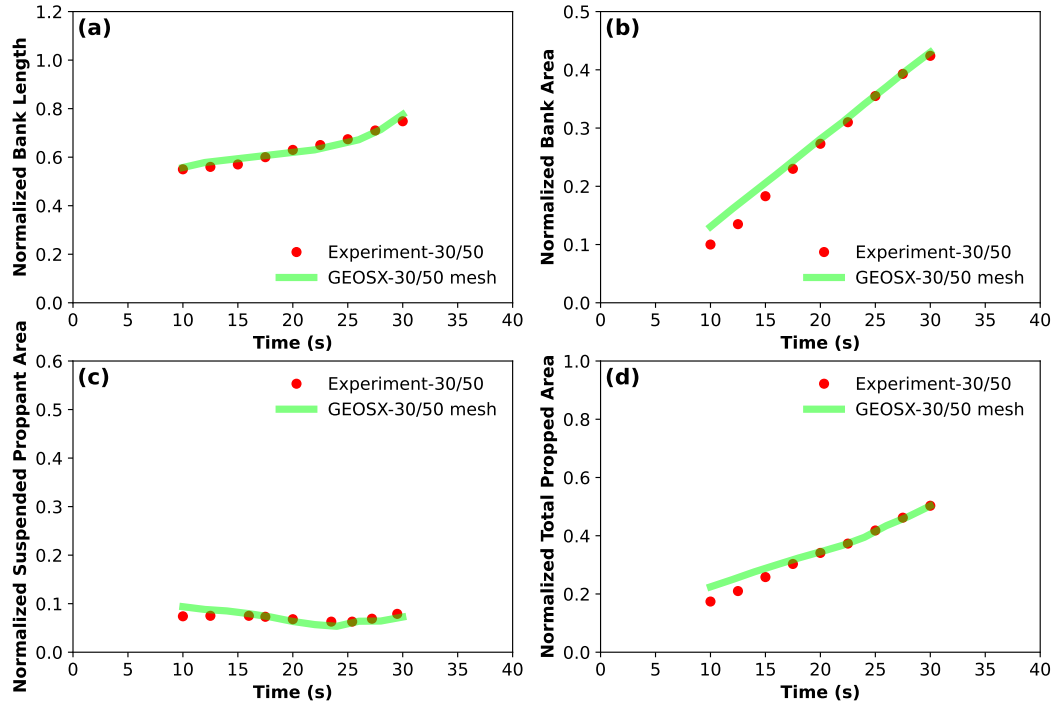 (a)
Normalized Bank Length
1.2
1.0
0.8
0.6
0.4
0.2
0.0
Experiment-30/50
GEOSX-30/50 mesh
0 5 10 15 20 25 30 35 40
Time (s)
(b)
Normalized Bank Area
0.5
0.4
0.3
0.2
0.1
0.0
Experiment-30/50
GEOSX-30/50 mesh
0 5 10 15 20 25 30 35 40
Time (s)
(c)
Normalized Suspended Proppant Area
0.6
0.5
0.4
0.3
0.2
0.1
0.0
Experiment-30/50
GEOSX-30/50 mesh
0 5 10 15 20 25 30 35 40
Time (s)
(d)
Normalized Total Propped Area
1.0
0.8
0.6
0.4
0.2
0.0
Experiment-30/50
GEOSX-30/50 mesh
0 5 10 15 20 25 30 35 40
Time (s)